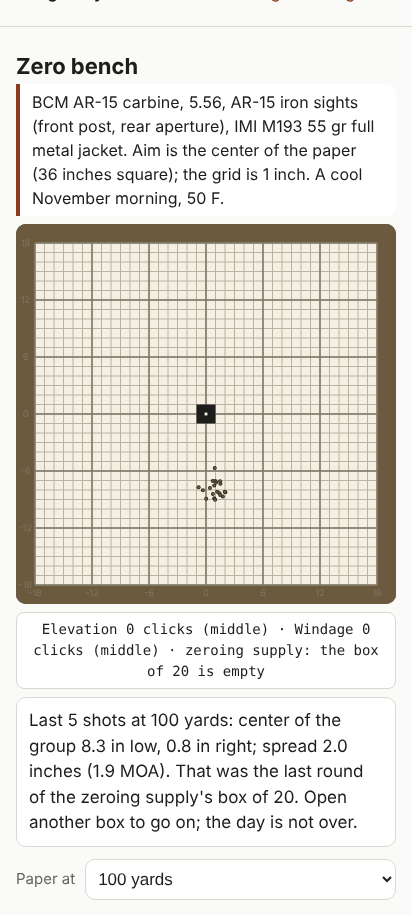 Zero bench
BCM AR-15 carbine, 5.56, AR-15 iron sights
(front post, rear aperture), IMI M193 55 gr full
metal jacket. Aim is the center of the paper
(36 inches square); the grid is 1 inch. A cool
November morning, 50 F.
18
12
6
0
-6
-12
-18
-18 -12 -6 0 6 12 18
Elevation 0 clicks (middle) · Windage 0
clicks (middle) · zeroing supply: the box
of 20 is empty
Last 5 shots at 100 yards: center of the
group 8.3 in low, 0.8 in right; spread 2.0
inches (1.9 MOA). That was the last round
of the zeroing supply's box of 20. Open
another box to go on; the day is not over.
Paper at 100 yards